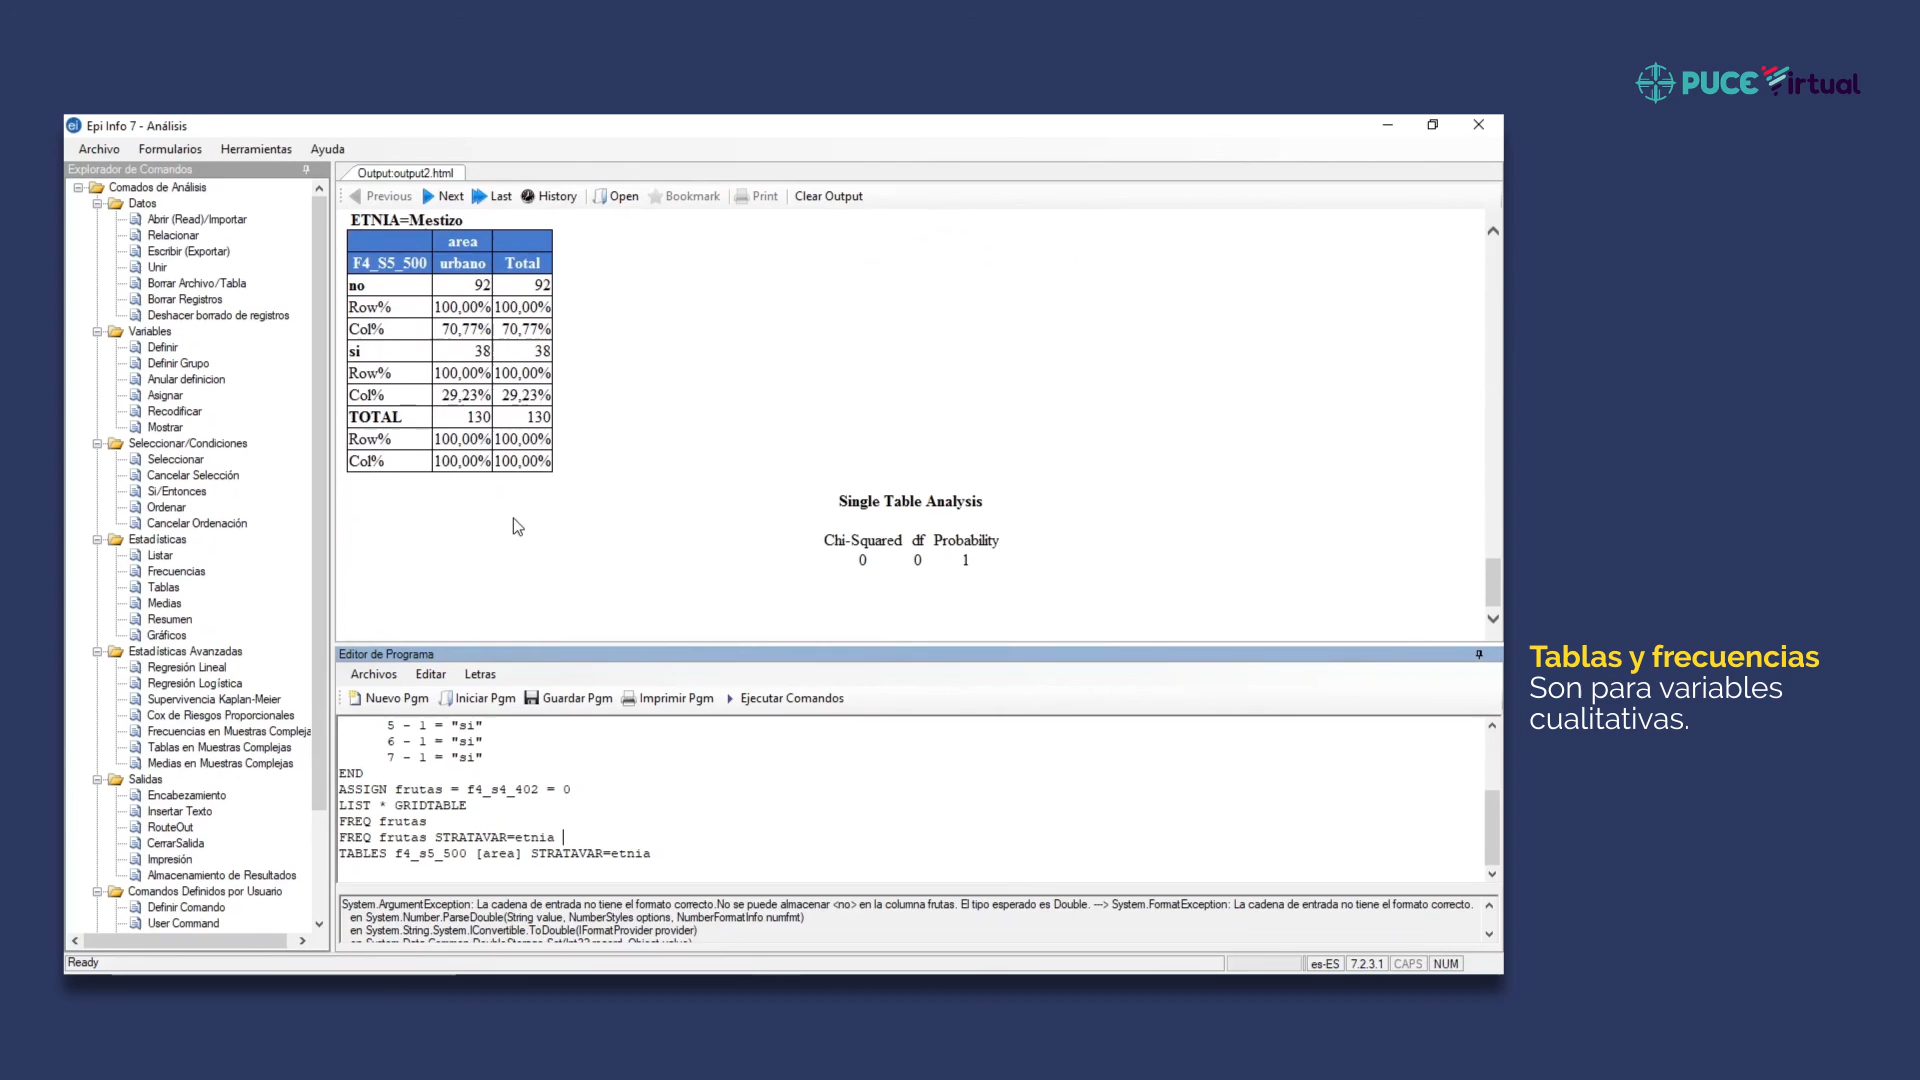 PUCE Virtual
Epi Info 7 - Análisis
Archivo Formularios Herramientas Ayuda
Explorador de Comandos
Comados de Análisis
Datos
Abrir (Read)/Importar
Relacionar
Escribir (Exportar)
Unir
Borrar Archivo/Tabla
Borrar Registros
Deshacer borrado de registros
Variables
Definir
Definir Grupo
Anular definicion
Asignar
Recodificar
Mostrar
Seleccionar/Condiciones
Seleccionar
Cancelar Selección
Si/Entonces
Ordenar
Cancelar Ordenación
Estadísticas
Listar
Frecuencias
Tablas
Medias
Resumen
Gráficos
Estadísticas Avanzadas
Regresión Lineal
Regresión Logística
Supervivencia Kaplan-Meier
Cox de Riesgos Proporcionales
Frecuencias en Muestras Compleja
Tablas en Muestras Complejas
Medias en Muestras Complejas
Salidas
Encabezamiento
Insertar Texto
RouteOut
CerrarSalida
Impresión
Almacenamiento de Resultados
Comandos Definidos por Usuario
Definir Comando
User Command
Output:output2.html
Previous Next Last History Open Bookmark Print Clear Output
ETNIA=Mestizo
area
F4_S5_500 urbano Total
no 92 92
Row% 100,00% 100,00%
Col% 70,77% 70,77%
si 38 38
Row% 100,00% 100,00%
Col% 29,23% 29,23%
TOTAL 130 130
Row% 100,00% 100,00%
Col% 100,00% 100,00%
Single Table Analysis
Chi-Squared df Probability
0 0 1
Editor de Programa
Archivos Editar Letras
Nuevo Pgm Iniciar Pgm Guardar Pgm Imprimir Pgm Ejecutar Comandos
5 - 1 = "si"
6 - 1 = "si"
7 - 1 = "si"
END
ASSIGN frutas = f4_s4_402 = 0
LIST * GRIDTABLE
FREQ frutas
FREQ frutas STRATAVAR=etnia
TABLES f4_s5_500 [area] STRATAVAR=etnia
System.ArgumentException: La cadena de entrada no tiene el formato correcto.No se puede almacenar <no> en la columna frutas. El tipo esperado es Double. ---> System.FormatException: La cadena de entrada no tiene el formato correcto.
en System.Number.ParseDouble(String value, NumberStyles options, NumberFormatInfo numfmt)
en System.String.System.IConvertible.ToDouble(IFormatProvider provider)
Ready
es-ES 7.2.3.1 CAPS NUM
Tablas y frecuencias
Son para variables
cualitativas.